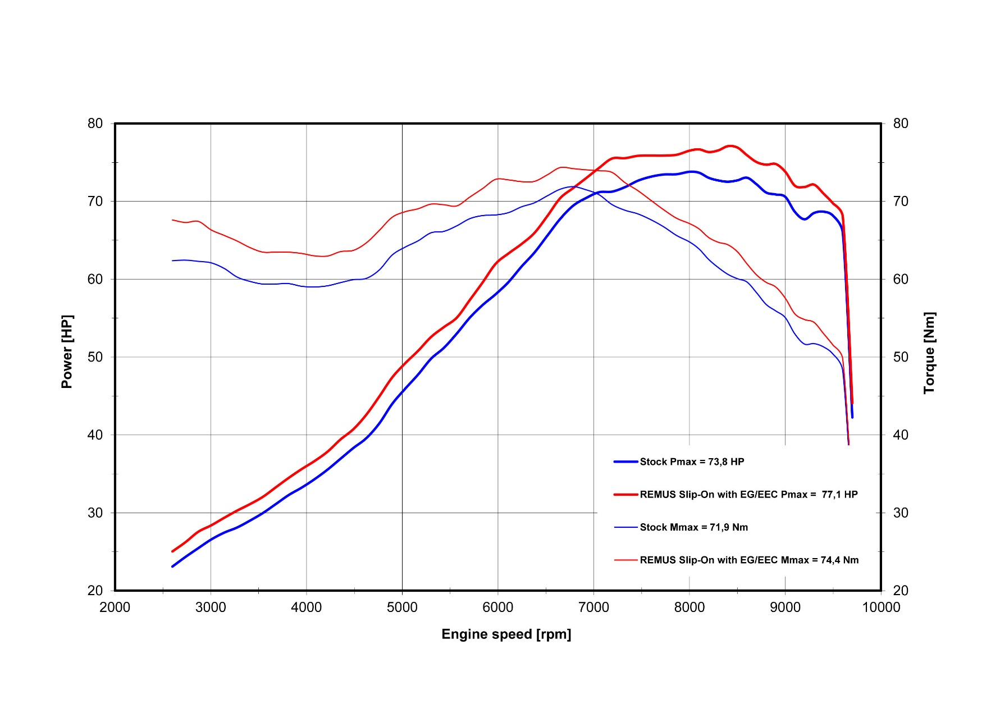 80
80
70
70
60
60
50
50
40
40
30
30
20
20
Power [HP]
Torque [Nm]
Stock Pmax = 73,8 HP
REMUS Slip-On with EG/EEC Pmax =  77,1 HP
Stock Mmax = 71,9 Nm
REMUS Slip-On with EG/EEC Mmax = 74,4 Nm
2000 3000 4000 5000 6000 7000 8000 9000 10000
Engine speed [rpm]